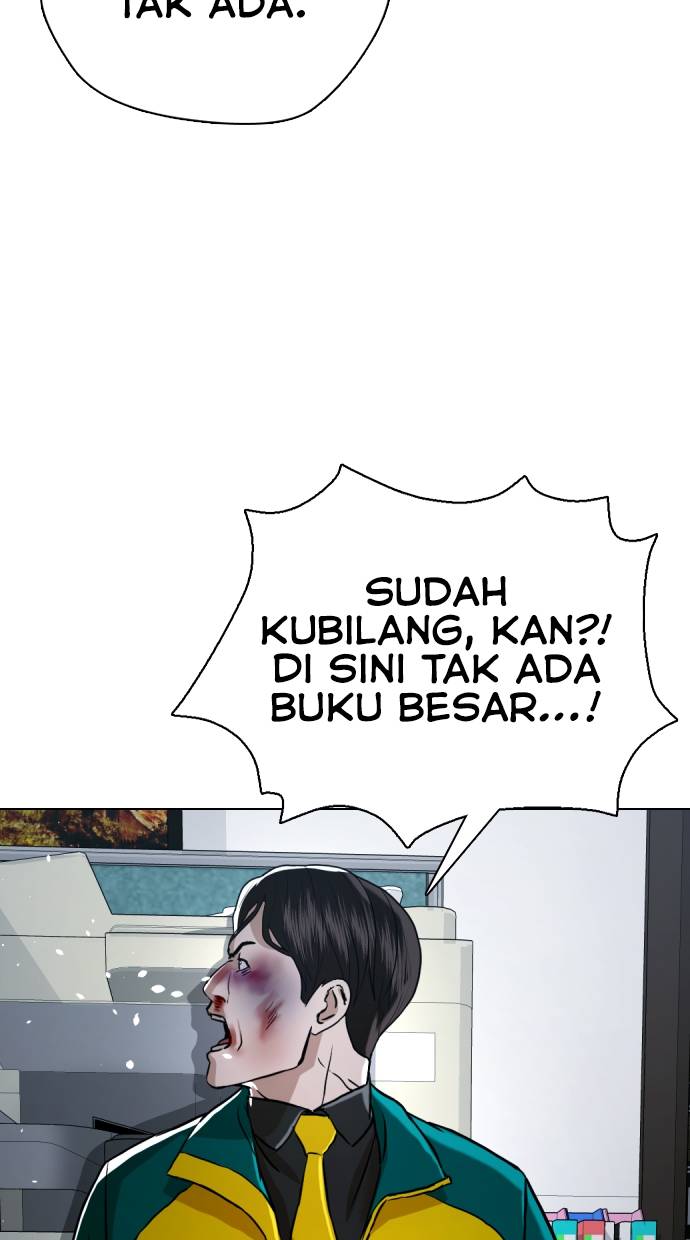 TAK ADA.
SUDAH
KUBILANG, KAN?!
DI SINI TAK ADA
BUKU BESAR...!